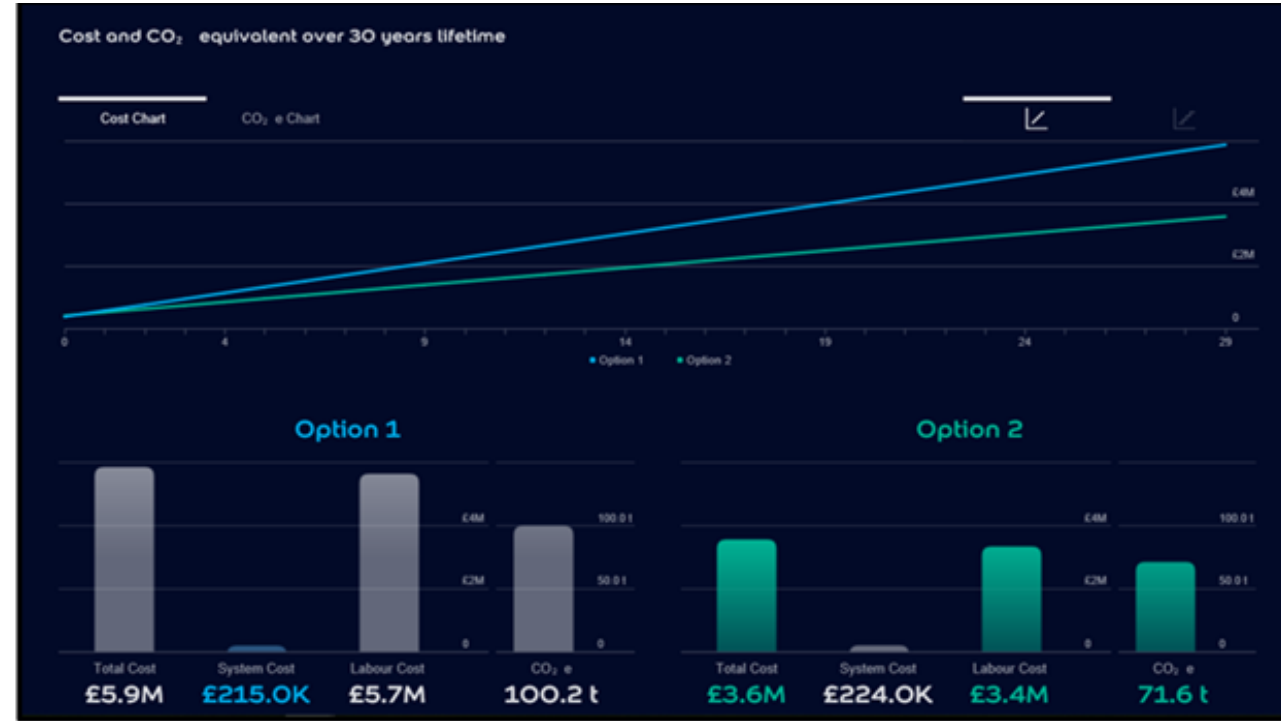 Cost and CO₂ equivalent over 30 years lifetime
Cost Chart CO₂ e Chart
£4M
£2M
0
0 4 9 14 19 24 29
Option 1 Option 2
Option 1
£4M 100.0 t
£2M 50.0 t
0 0
Total Cost System Cost Labour Cost CO₂ e
£5.9M £215.0K £5.7M 100.2 t
Option 2
£4M 100.0 t
£2M 50.0 t
0 0
Total Cost System Cost Labour Cost CO₂ e
£3.6M £224.0K £3.4M 71.6 t